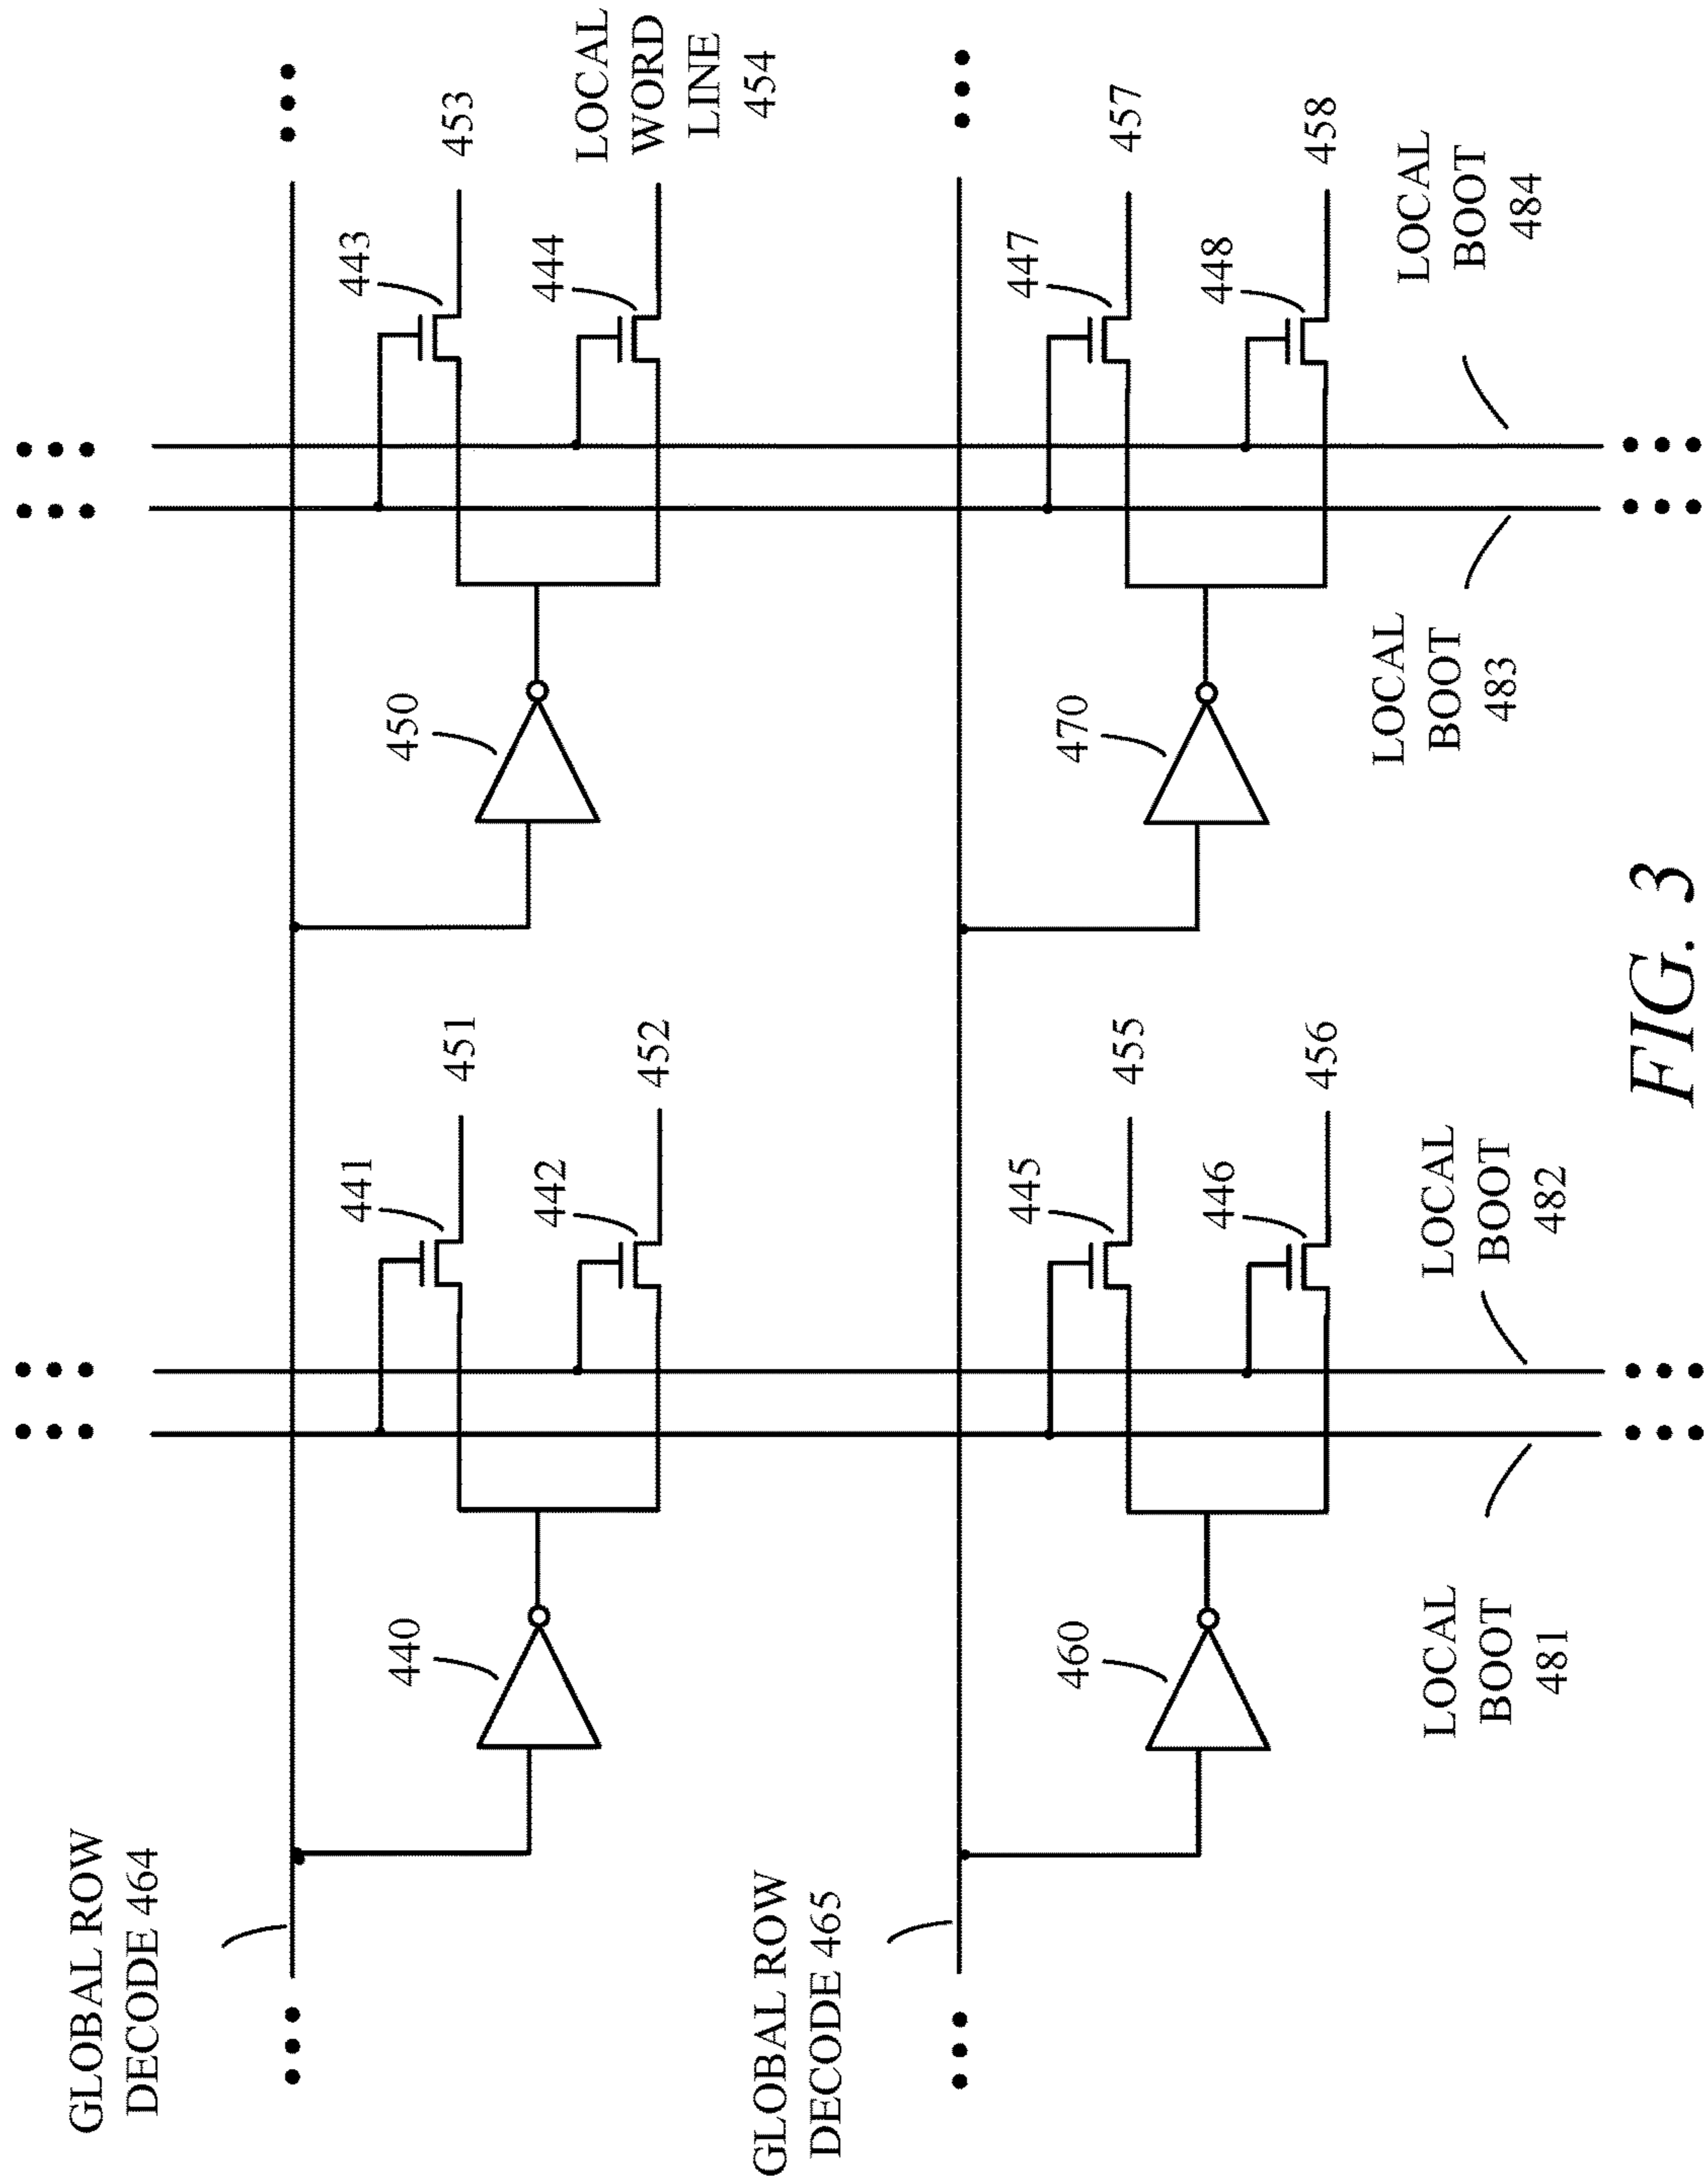 GLOBAL ROW
DECODE 464
440
441
442
451
452
450
443
444
453
LOCAL
WORD
LINE
454
GLOBAL ROW
DECODE 465
460
445
446
455
456
470
447
448
457
458
LOCAL
BOOT
481
LOCAL
BOOT
482
LOCAL
BOOT
483
LOCAL
BOOT
484
FIG. 3